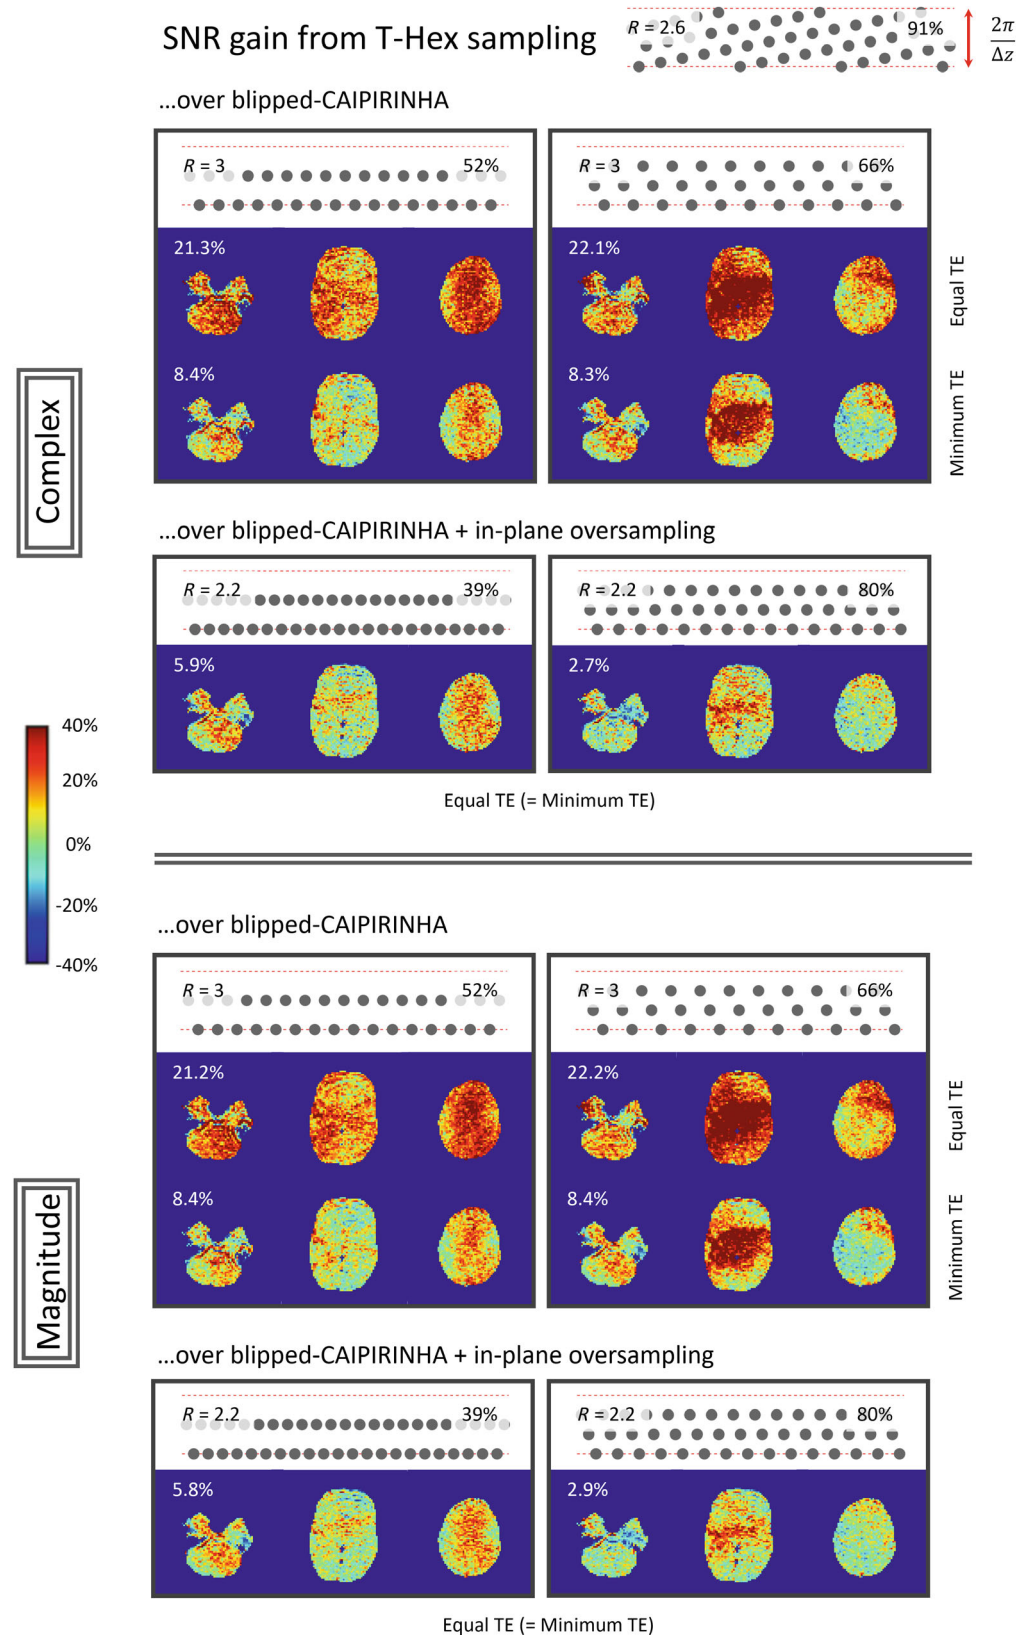 SNR gain from T-Hex sampling
R = 2.6
91%
2π
Δz
...over blipped-CAIPIRINHA
R = 3
52%
R = 3
66%
21.3%
22.1%
Equal TE
8.4%
8.3%
Minimum TE
Complex
...over blipped-CAIPIRINHA + in-plane oversampling
R = 2.2
39%
R = 2.2
80%
5.9%
2.7%
Equal TE (= Minimum TE)
40%
20%
0%
-20%
-40%
...over blipped-CAIPIRINHA
R = 3
52%
R = 3
66%
21.2%
22.2%
Equal TE
8.4%
8.4%
Minimum TE
Magnitude
...over blipped-CAIPIRINHA + in-plane oversampling
R = 2.2
39%
R = 2.2
80%
5.8%
2.9%
Equal TE (= Minimum TE)